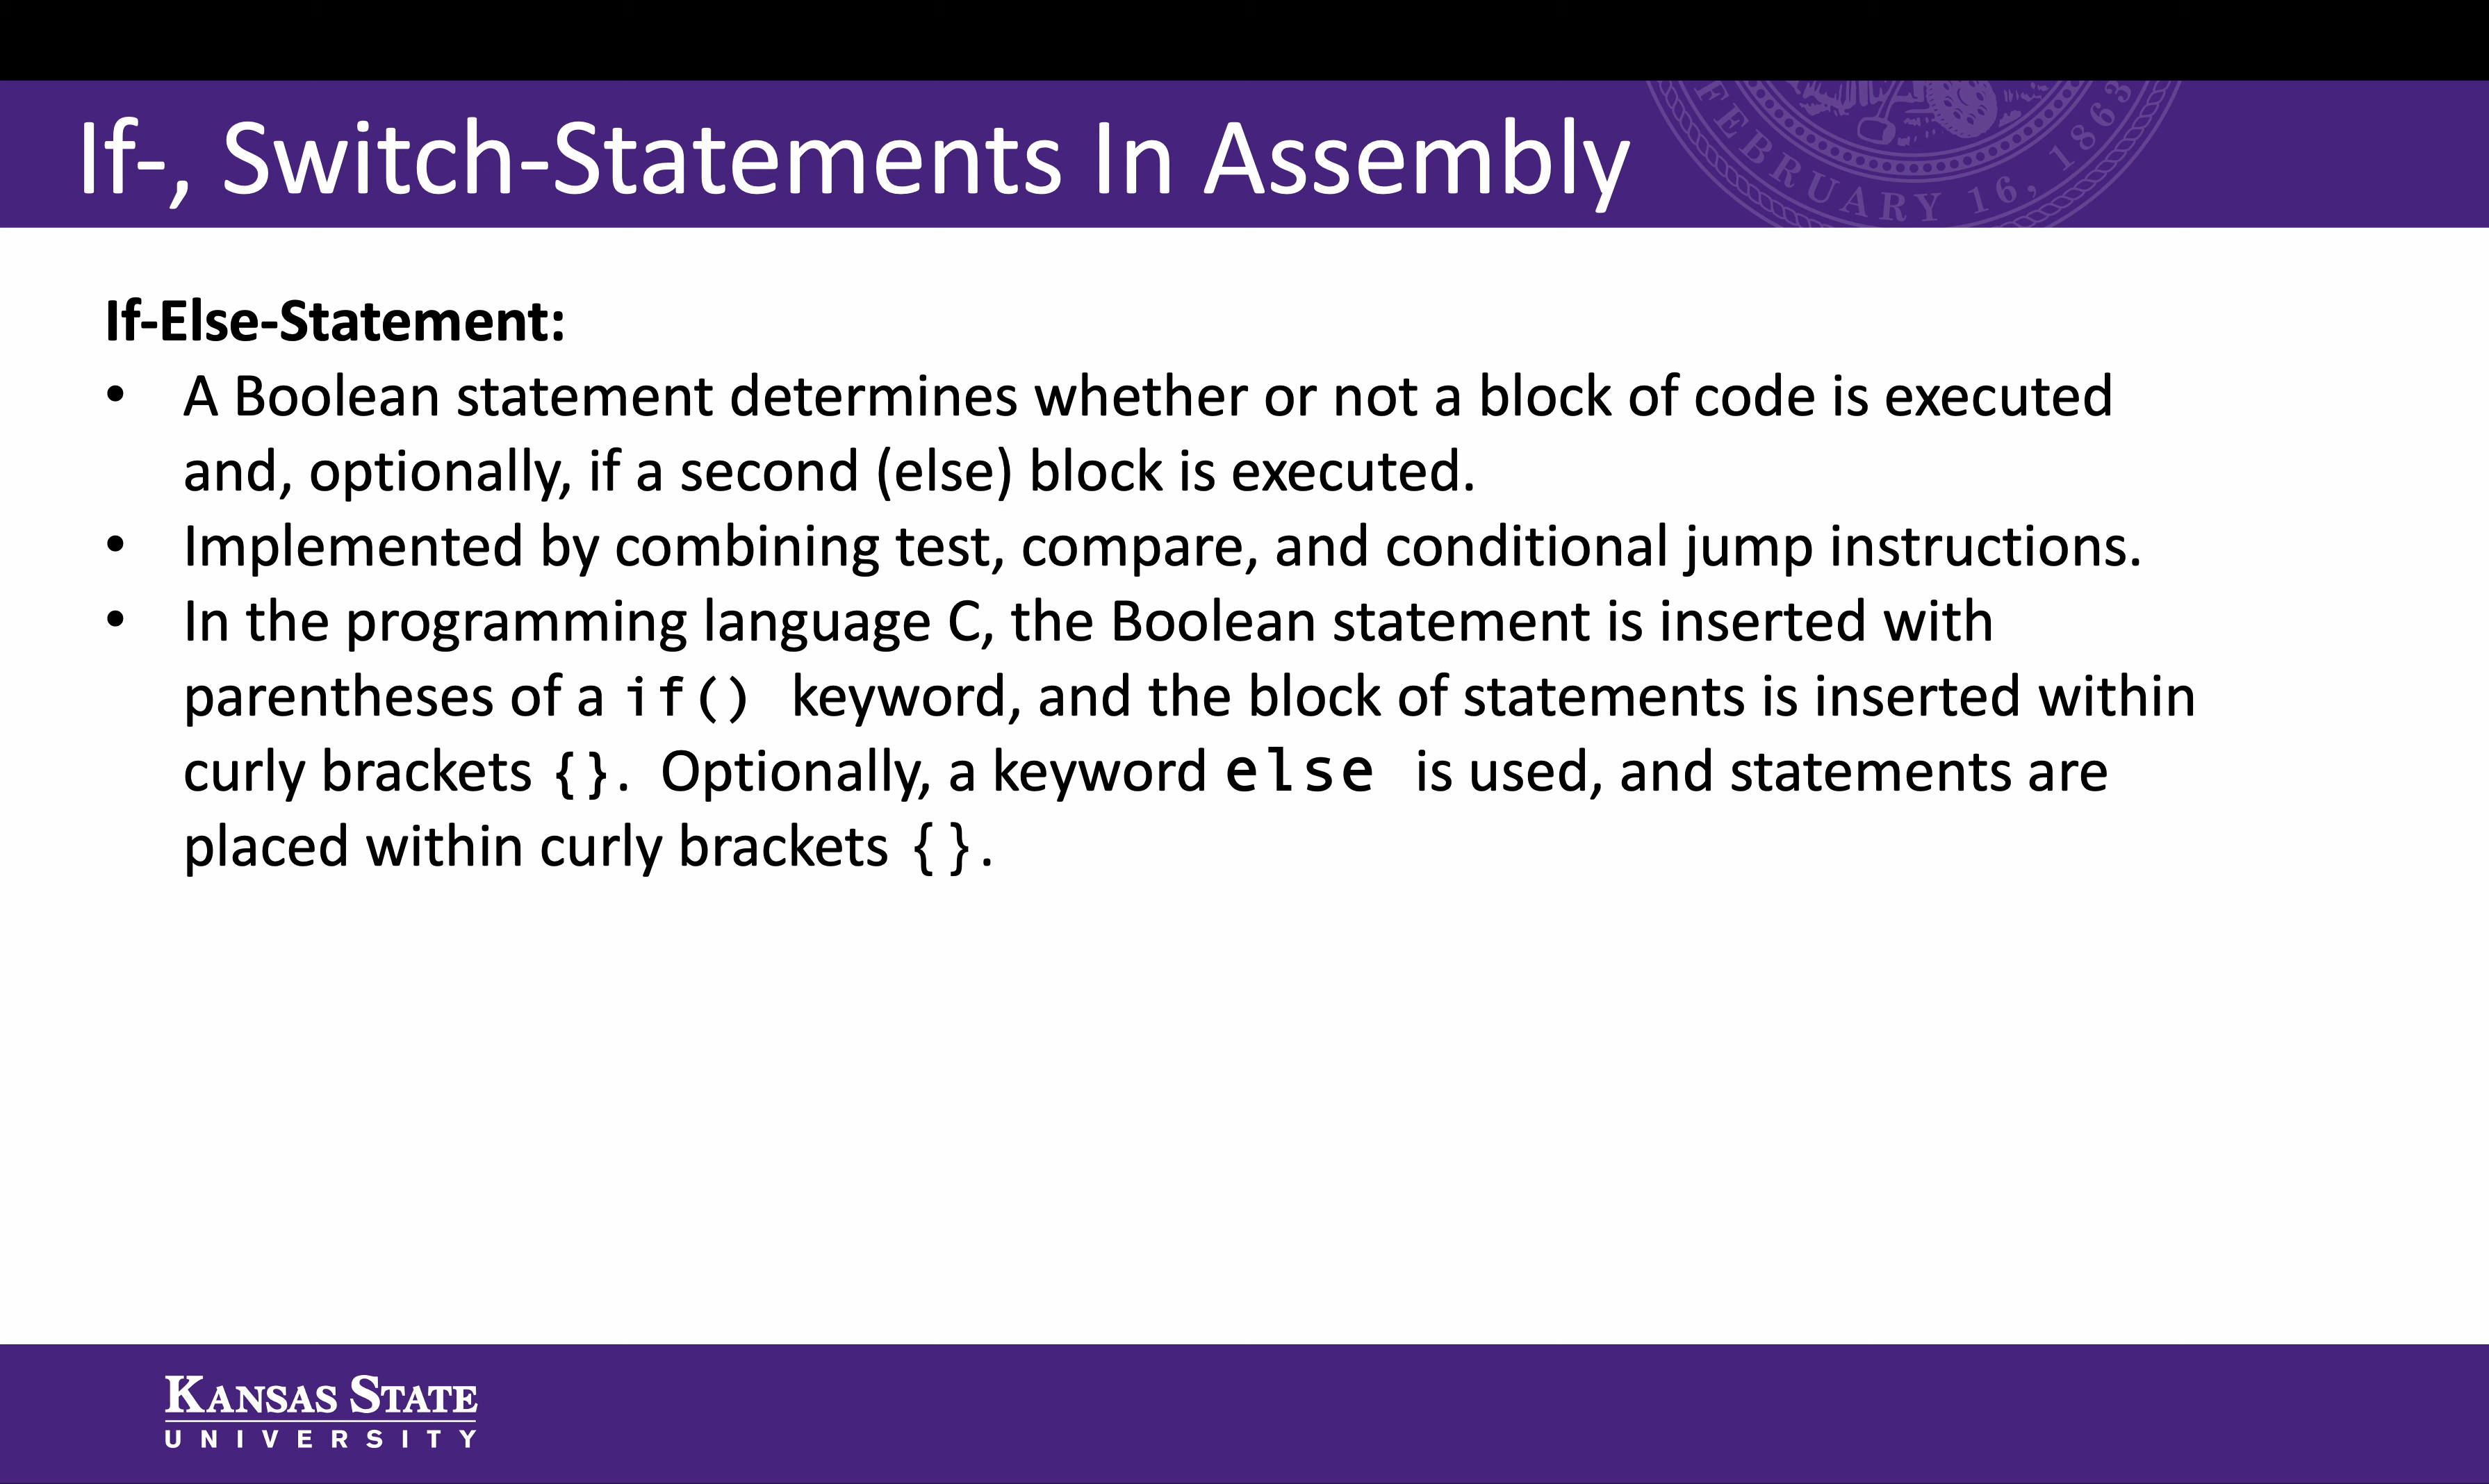 If-, Switch-Statements In Assembly
FEBRUARY 16, 1863
If-Else-Statement:
• A Boolean statement determines whether or not a block of code is executed
and, optionally, if a second (else) block is executed.
• Implemented by combining test, compare, and conditional jump instructions.
• In the programming language C, the Boolean statement is inserted with
parentheses of a if() keyword, and the block of statements is inserted within
curly brackets {}. Optionally, a keyword else is used, and statements are
placed within curly brackets {}.
KANSAS STATE
UNIVERSITY